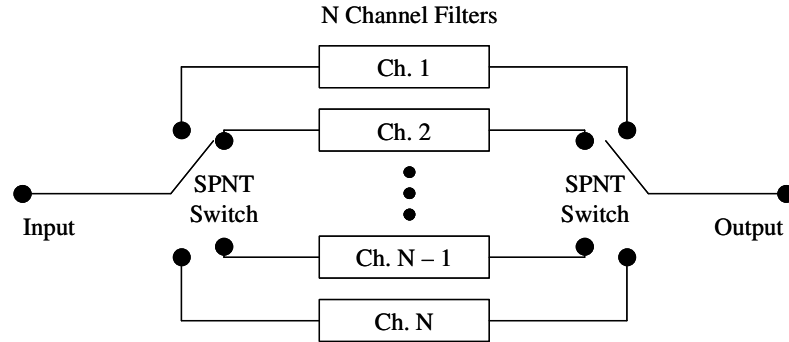 N Channel Filters
Ch. 1
Ch. 2
SPNT
Switch
SPNT
Switch
Input
Output
Ch. N – 1
Ch. N